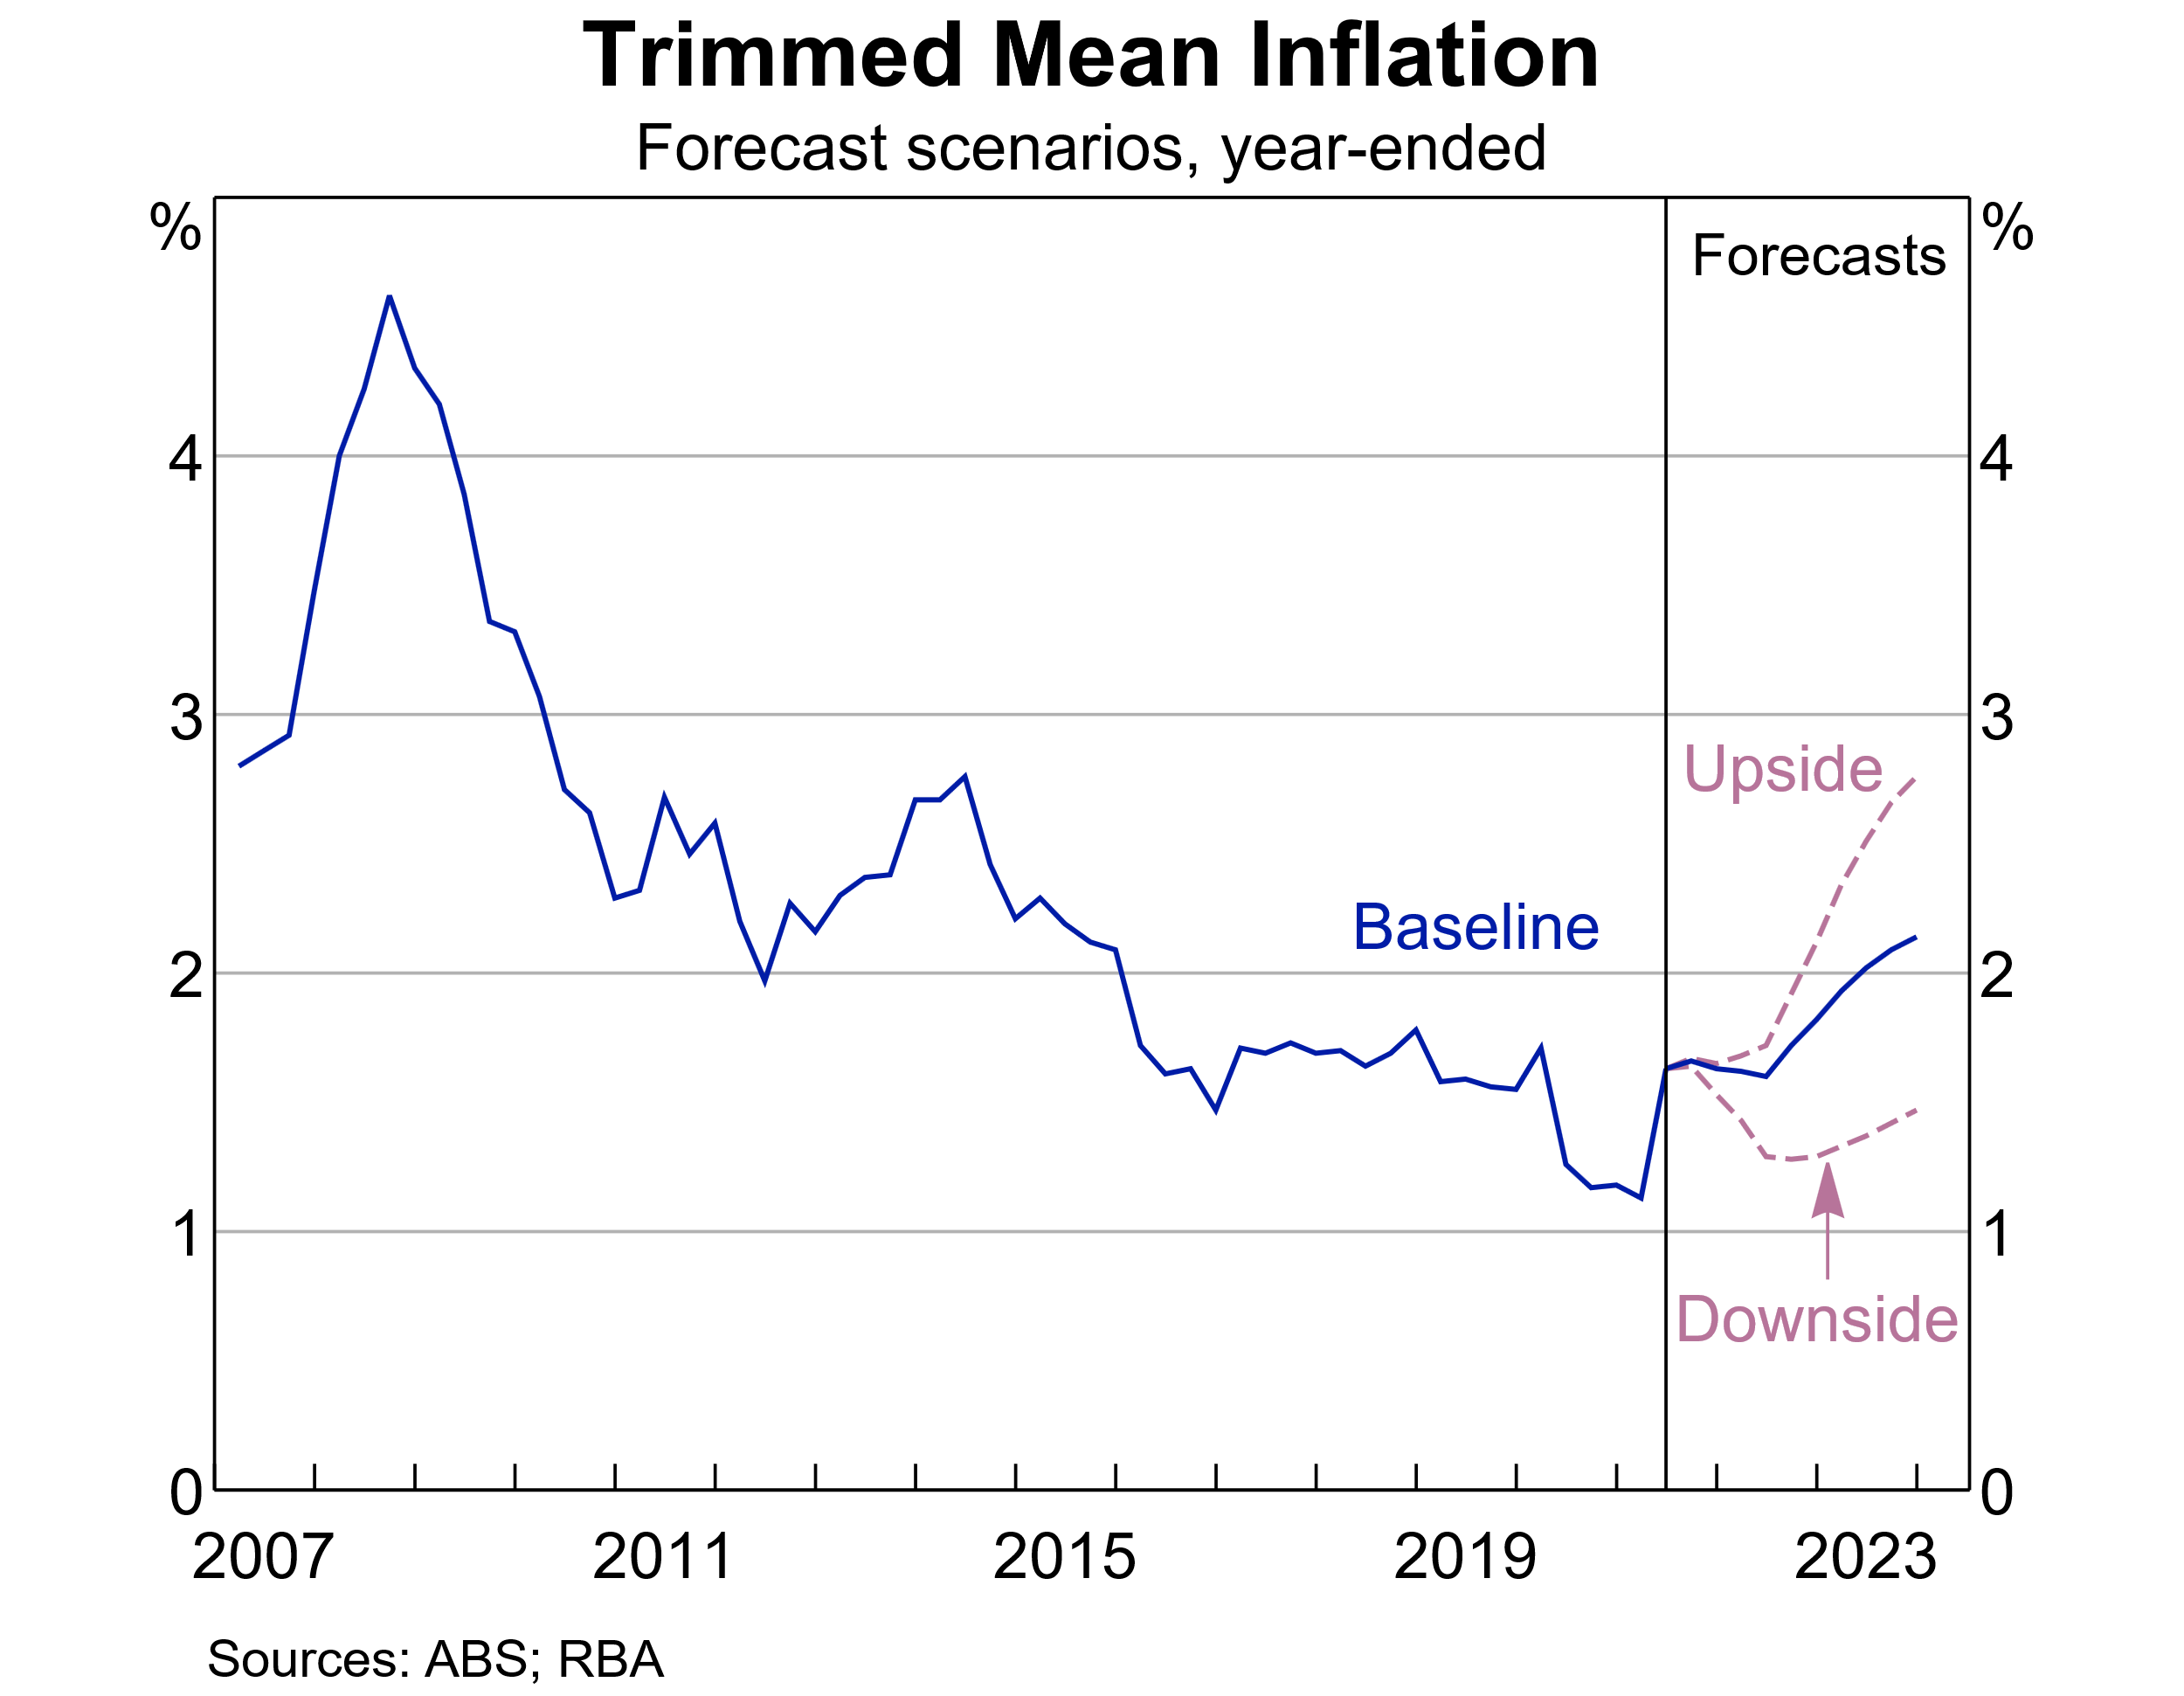 Trimmed Mean Inflation
Forecast scenarios, year-ended
% %
Forecasts
4 4
3 3
Upside
Baseline
2 2
1 1
Downside
0 0
2007 2011 2015 2019 2023
Sources: ABS; RBA